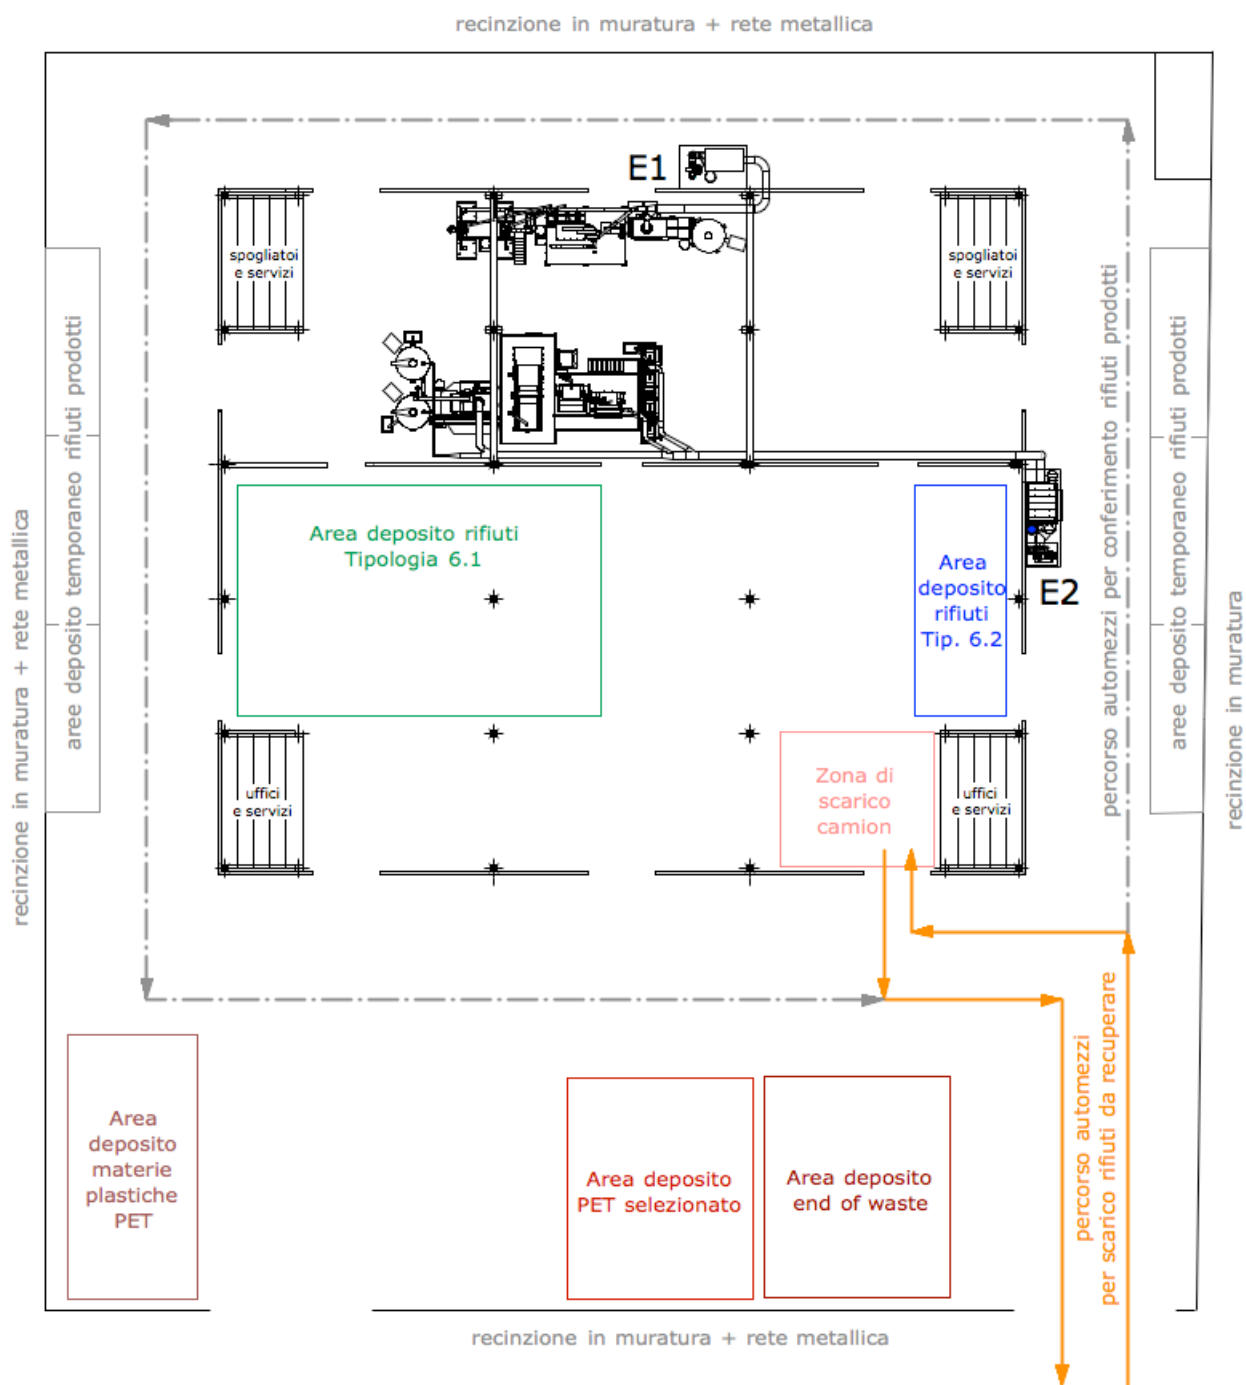 recinzione in muratura + rete metallica
E1
spogliatoi
e servizi
spogliatoi
e servizi
aree deposito temporaneo rifiuti prodotti
percorso automezzi per conferimento rifiuti prodotti
aree deposito temporaneo rifiuti prodotti
recinzione in muratura + rete metallica
recinzione in muratura
Area deposito rifiuti
Tipologia 6.1
Area
deposito
rifiuti
Tip. 6.2
E2
uffici
e servizi
Zona di
scarico
camion
uffici
e servizi
percorso automezzi
per scarico rifiuti da recuperare
Area
deposito
materie
plastiche
PET
Area deposito
PET selezionato
Area deposito
end of waste
recinzione in muratura + rete metallica